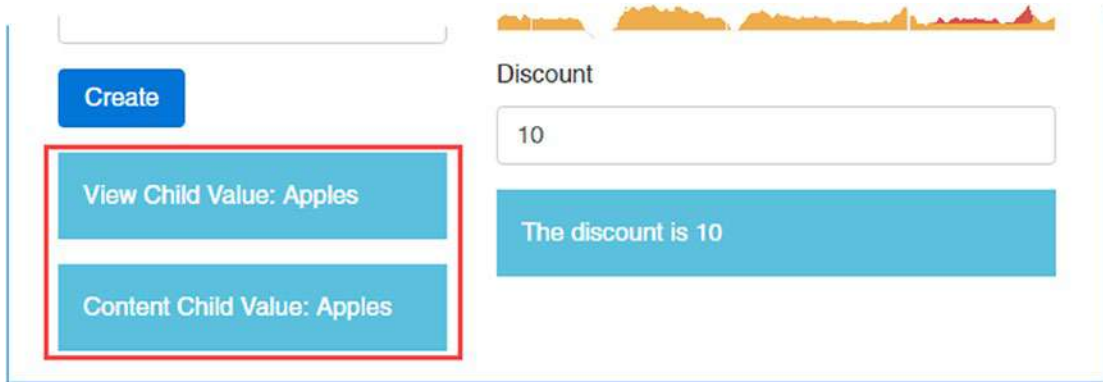 Create
View Child Value: Apples
Content Child Value: Apples
Discount
10
The discount is 10